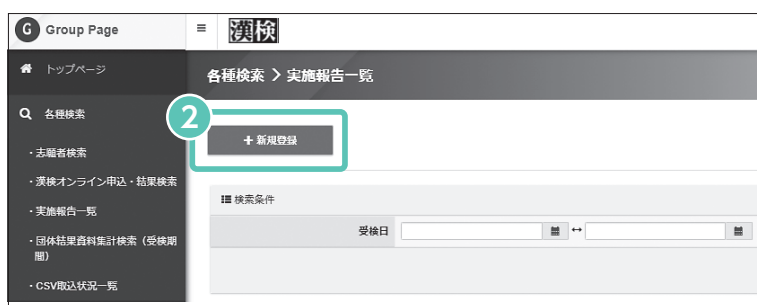 G Group Page
≡ 漢検
トップページ
各種検索 > 実施報告一覧
各種検索
2
+ 新規登録
・志願者検索
・漢検オンライン申込・結果検索
検索条件
・実施報告一覧
受検日 ↔
・団体結果資料集計検索（受検期
間）
・CSV取込状況一覧